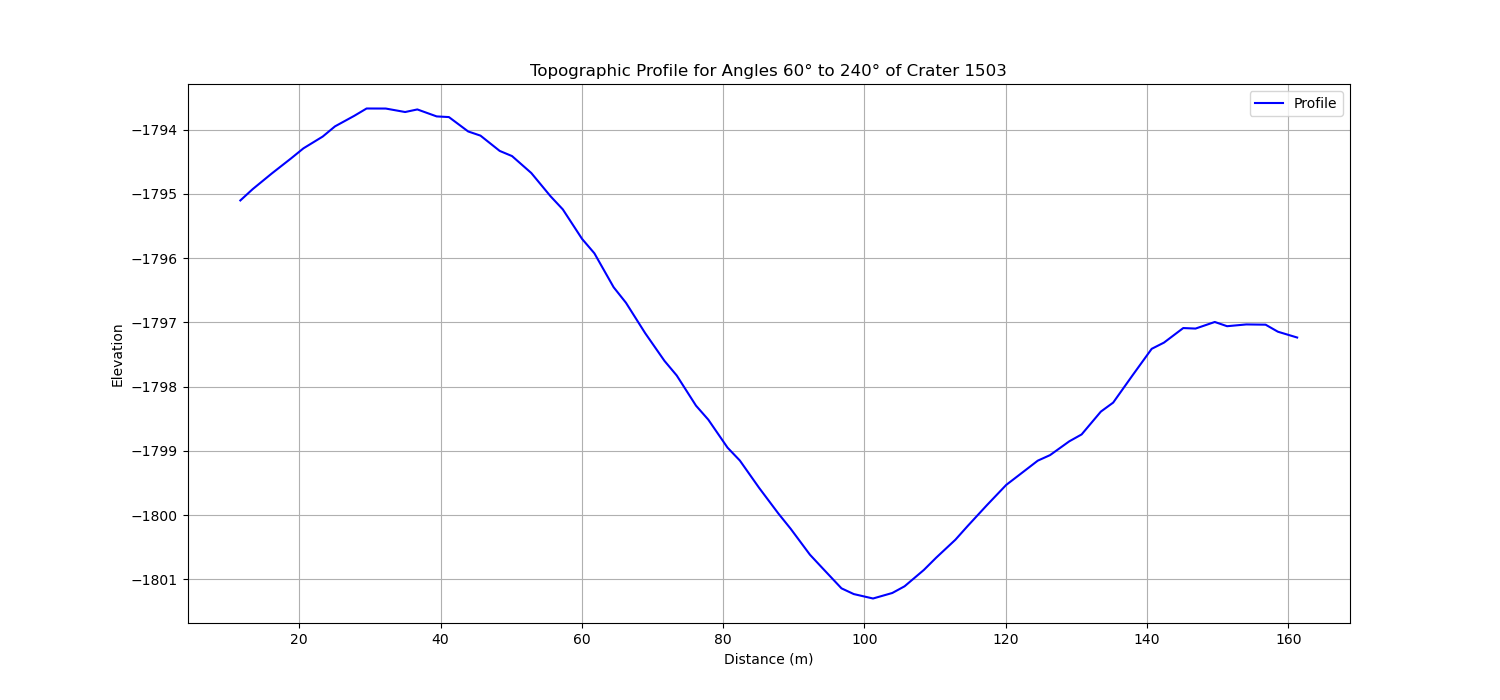 Topographic Profile for Angles 60° to 240° of Crater 1503
Profile
Elevation
−1794
−1795
−1796
−1797
−1798
−1799
−1800
−1801
20 40 60 80 100 120 140 160
Distance (m)